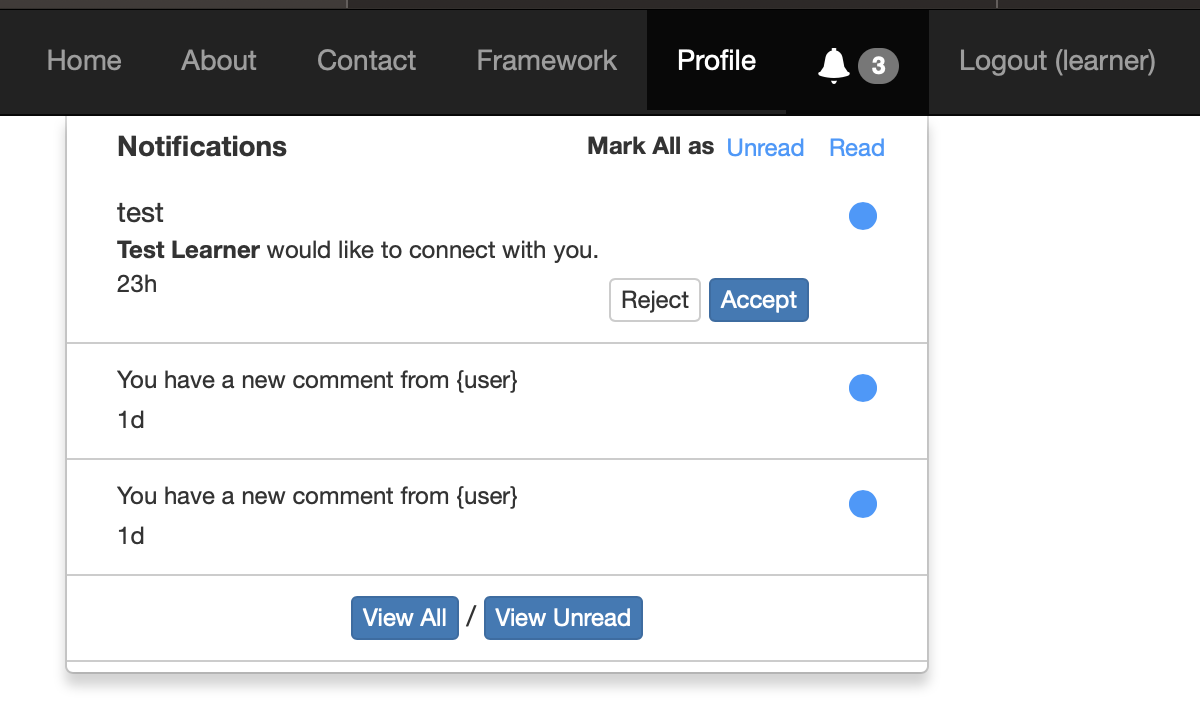 Home About Contact Framework Profile 3 Logout (learner)
Notifications Mark All as Unread Read
test
Test Learner would like to connect with you.
23h
Reject Accept
You have a new comment from {user}
1d
You have a new comment from {user}
1d
View All / View Unread